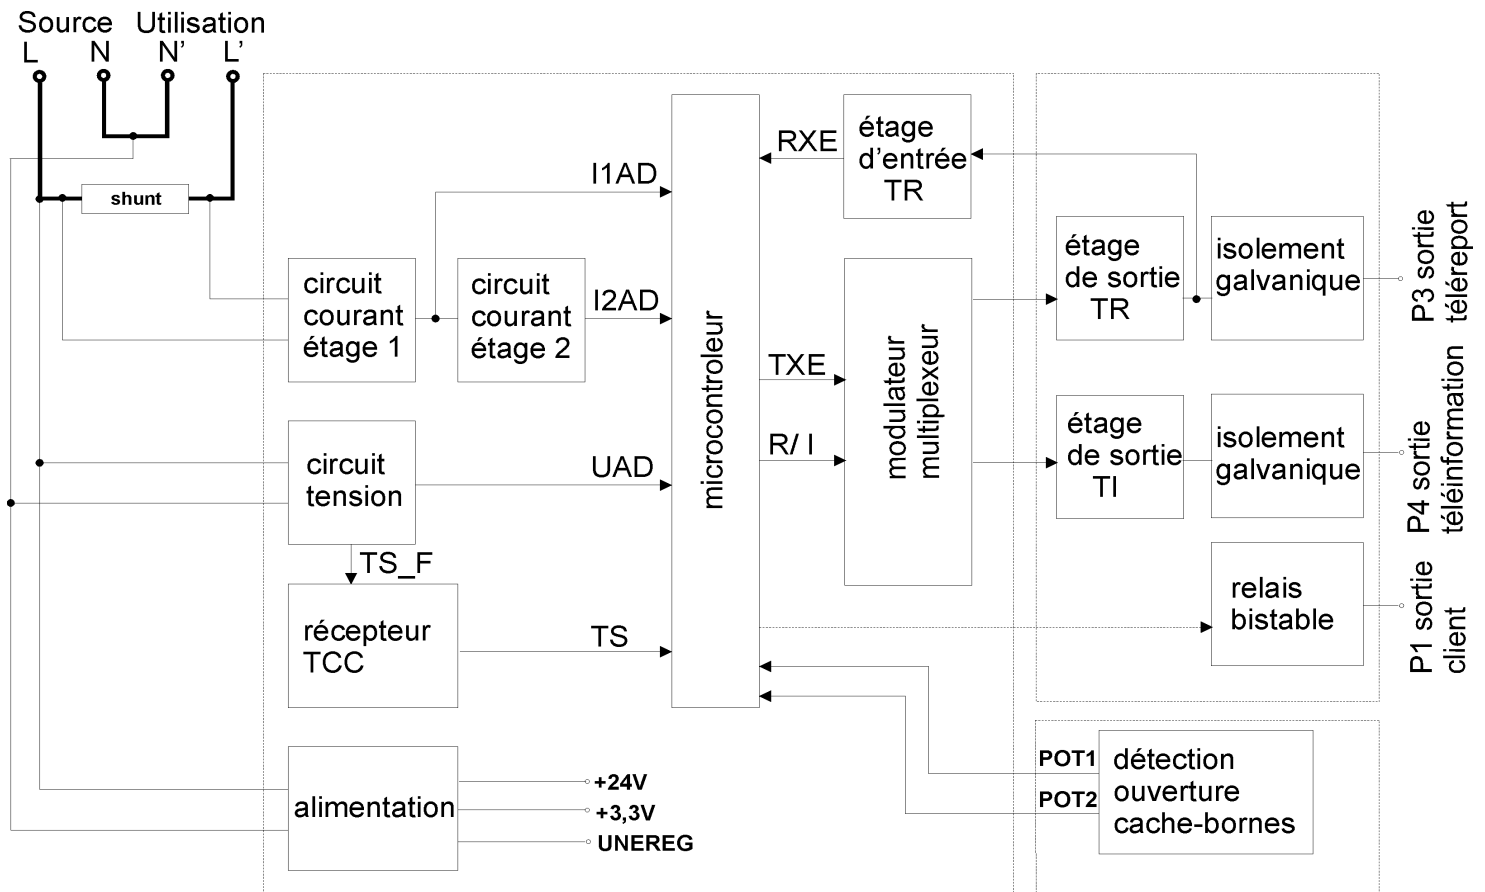 Source Utilisation
L N N’ L’
shunt
circuit
courant
étage 1
circuit
courant
étage 2
I1AD
I2AD
circuit
tension
UAD
TS_F
récepteur
TCC
TS
alimentation
+24V
+3,3V
UNEREG
microcontroleur
RXE
étage
d’entrée
TR
TXE
R/ I
modulateur
multiplexeur
étage
de sortie
TR
isolement
galvanique
P3 sortie
téléreport
étage
de sortie
TI
isolement
galvanique
P4 sortie
téléinformation
relais
bistable
P1 sortie
client
POT1
POT2
détection
ouverture
cache-bornes